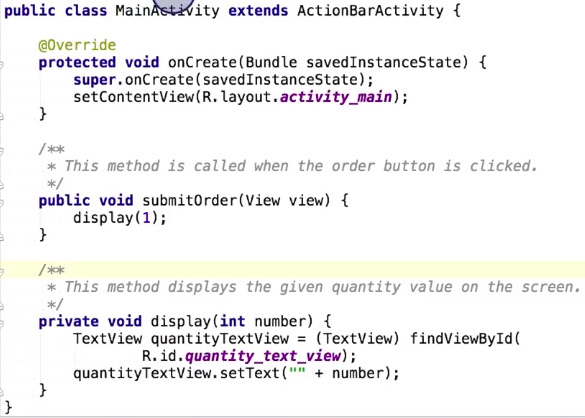 public class MainActivity extends ActionBarActivity {
@Override
protected void onCreate(Bundle savedInstanceState) {
super.onCreate(savedInstanceState);
setContentView(R.layout.activity_main);
}
/**
* This method is called when the order button is clicked.
*/
public void submitOrder(View view) {
display(1);
}
/**
* This method displays the given quantity value on the screen.
*/
private void display(int number) {
TextView quantityTextView = (TextView) findViewById(
R.id.quantity_text_view);
quantityTextView.setText("" + number);
}
}